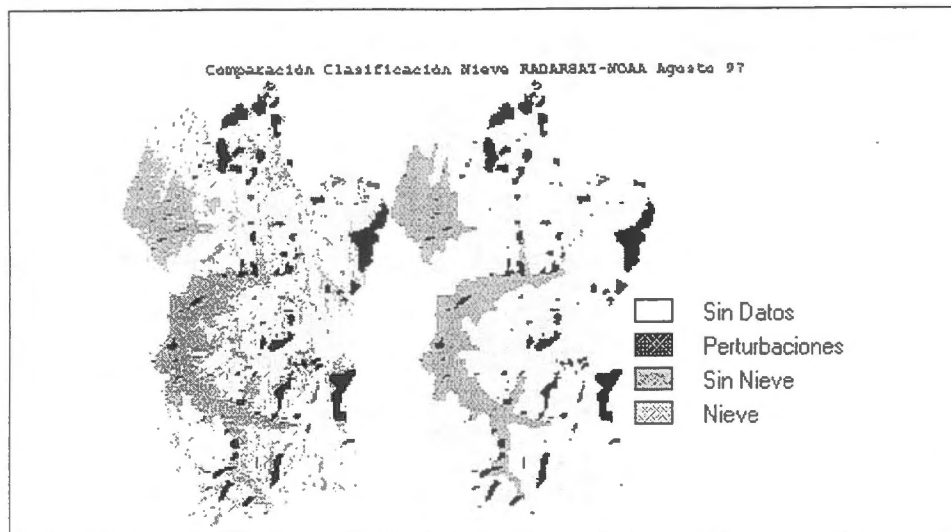 Comparación Clasificación Nieve RADARSAT-NOAA Agosto 97
Sin Datos
Perturbaciones
Sin Nieve
Nieve